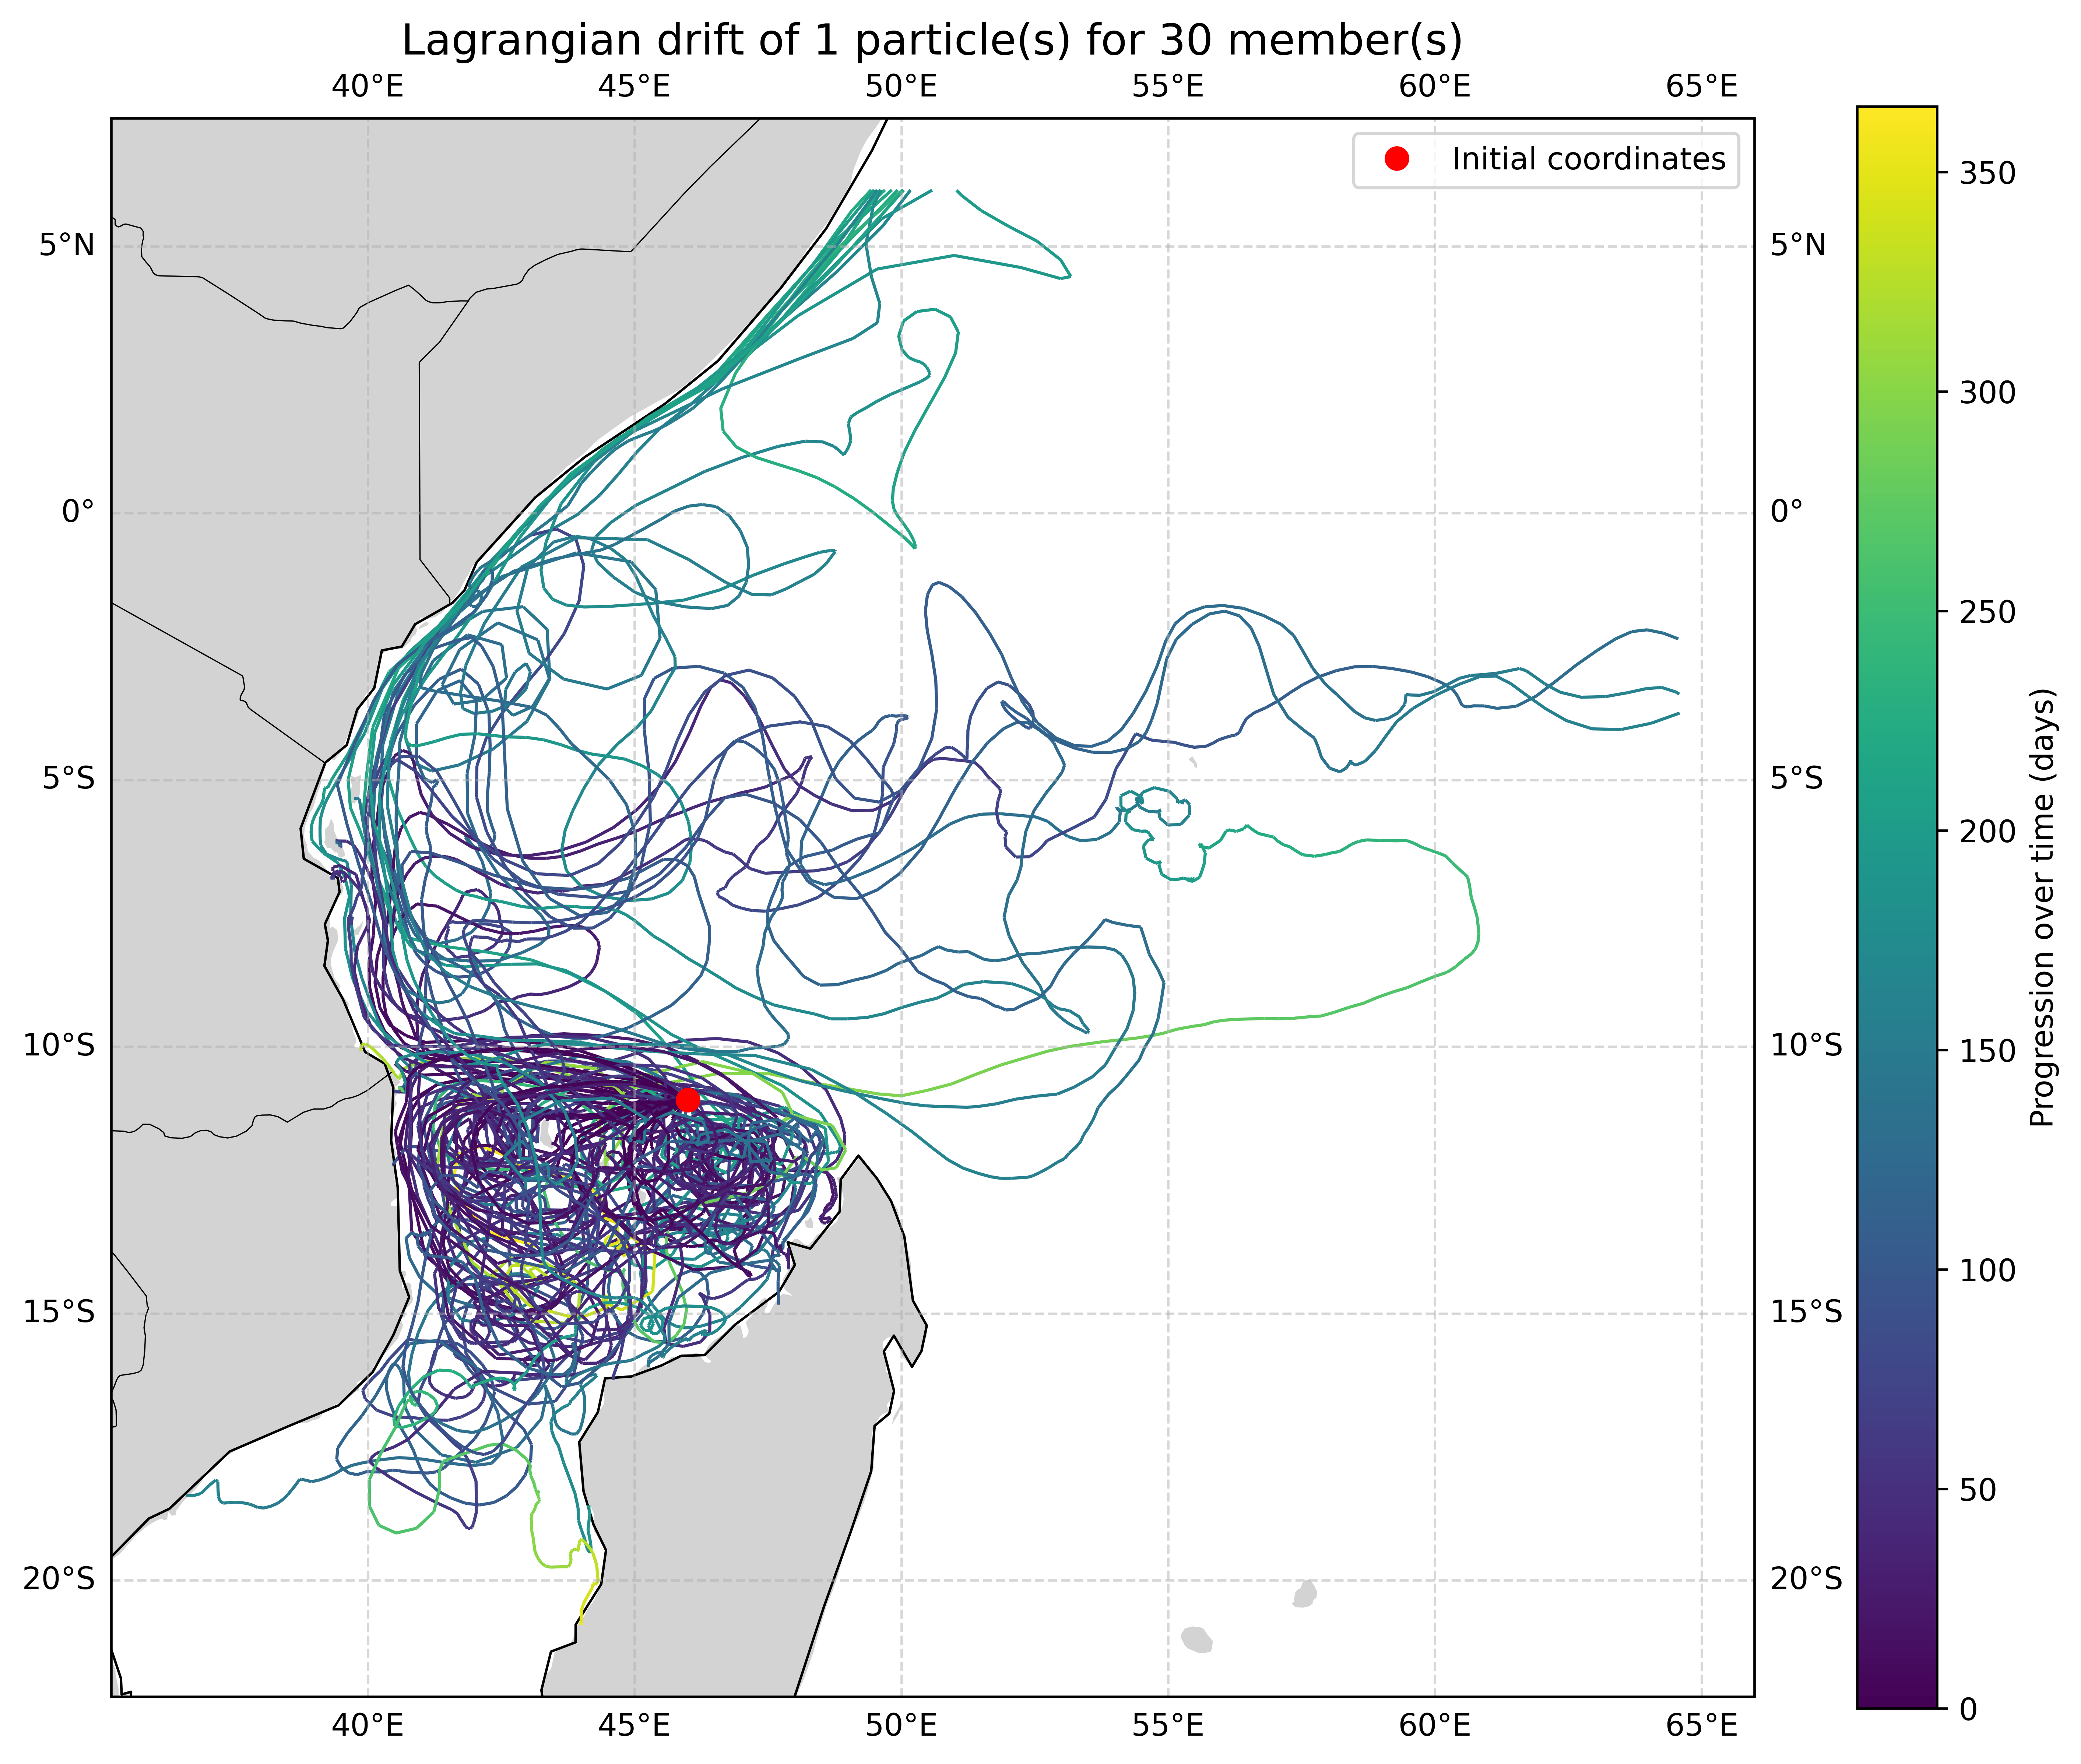 Lagrangian drift of 1 particle(s) for 30 member(s)
40°E 45°E 50°E 55°E 60°E 65°E
Initial coordinates
5°N 5°N
0° 0°
5°S 5°S
10°S 10°S
15°S 15°S
20°S 20°S
40°E 45°E 50°E 55°E 60°E 65°E
350
300
250
200
150
100
50
0
Progression over time (days)